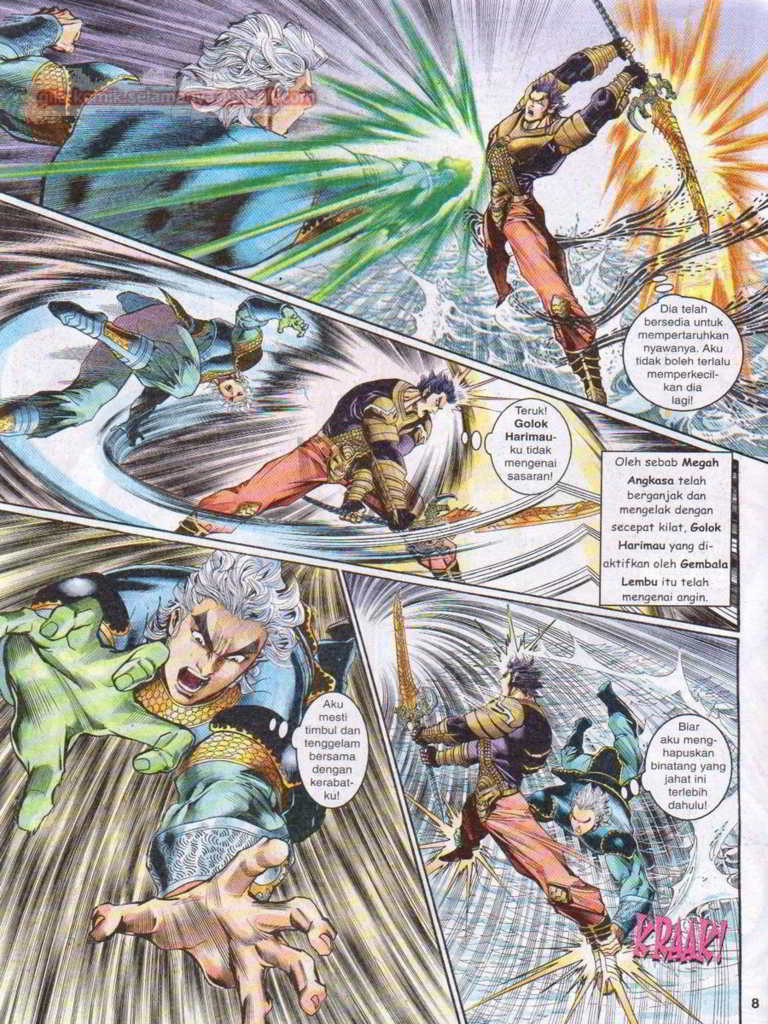 Dia telah
bersedia untuk
mempertaruhkan
nyawanya. Aku
tidak boleh terlalu
memperkecil-
kan dia
lagi!
Teruk!
Golok
Harimau-
ku tidak
mengenai
sasaran!
Oleh sebab Megah
Angkasa telah
berganjak dan
mengelak dengan
secepat kilat, Golok
Harimau yang di-
aktifkan oleh Gembala
Lembu itu telah
mengenai angin.
Aku
mesti
timbul dan
tenggelam
bersama
dengan
kerabat-
ku!
Biar
aku meng-
hapuskan
binatang yang
jahat ini
terlebih
dahulu!
KRAAK!
8